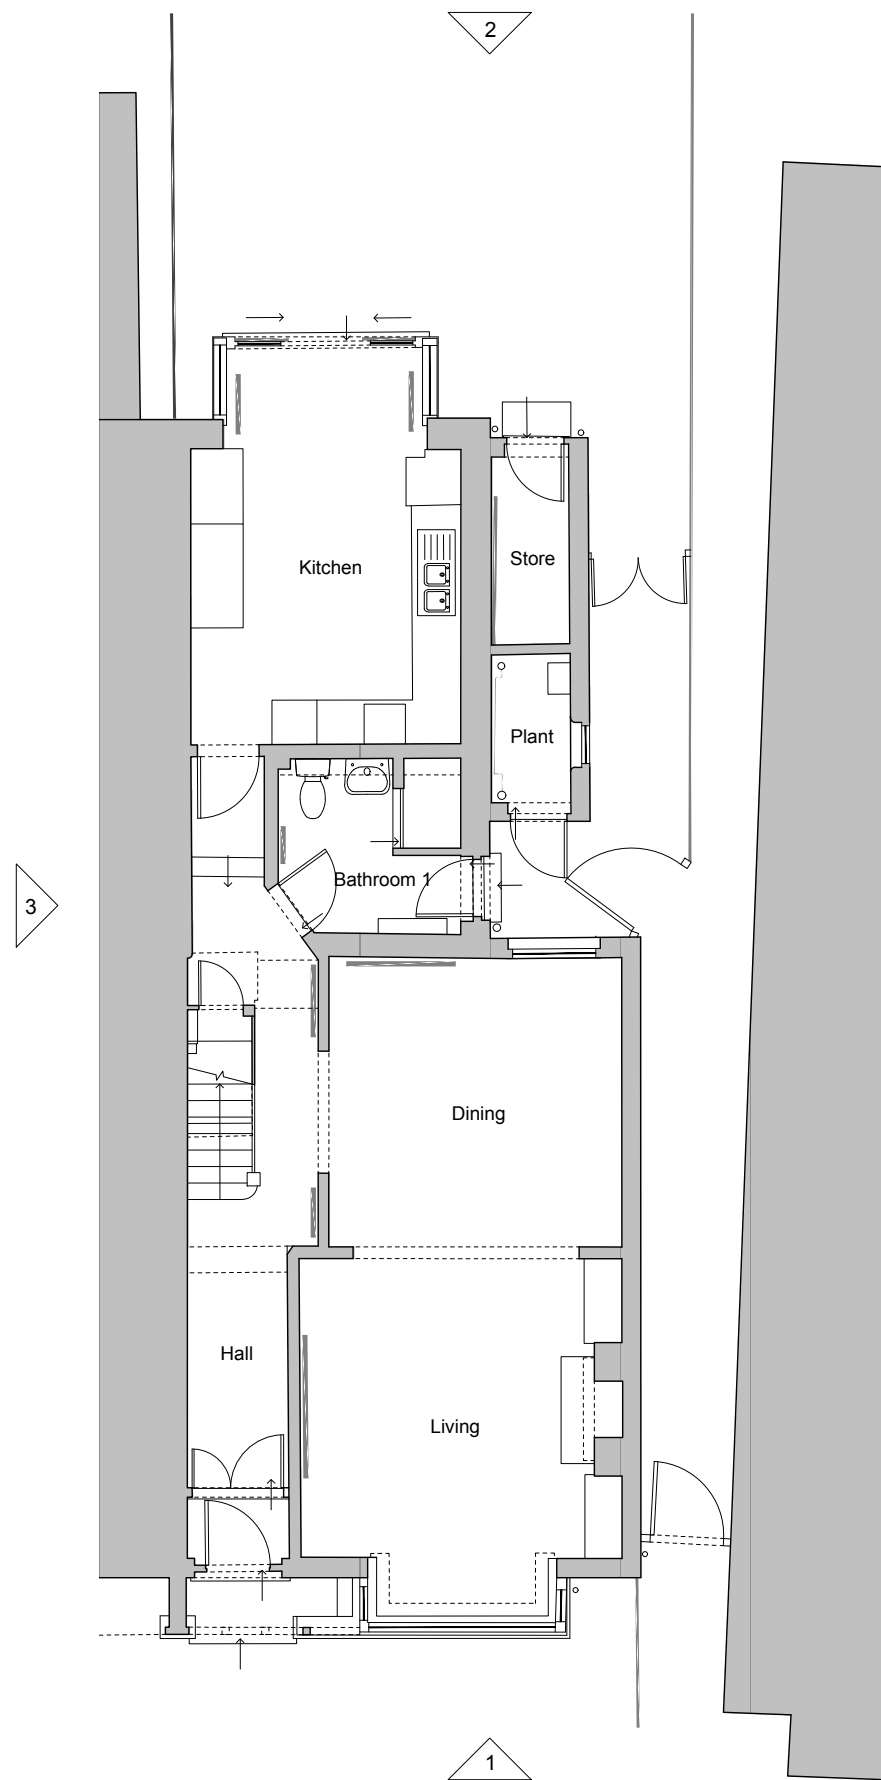 2
Kitchen
Store
Plant
Bathroom 1
3
Dining
Hall
Living
1